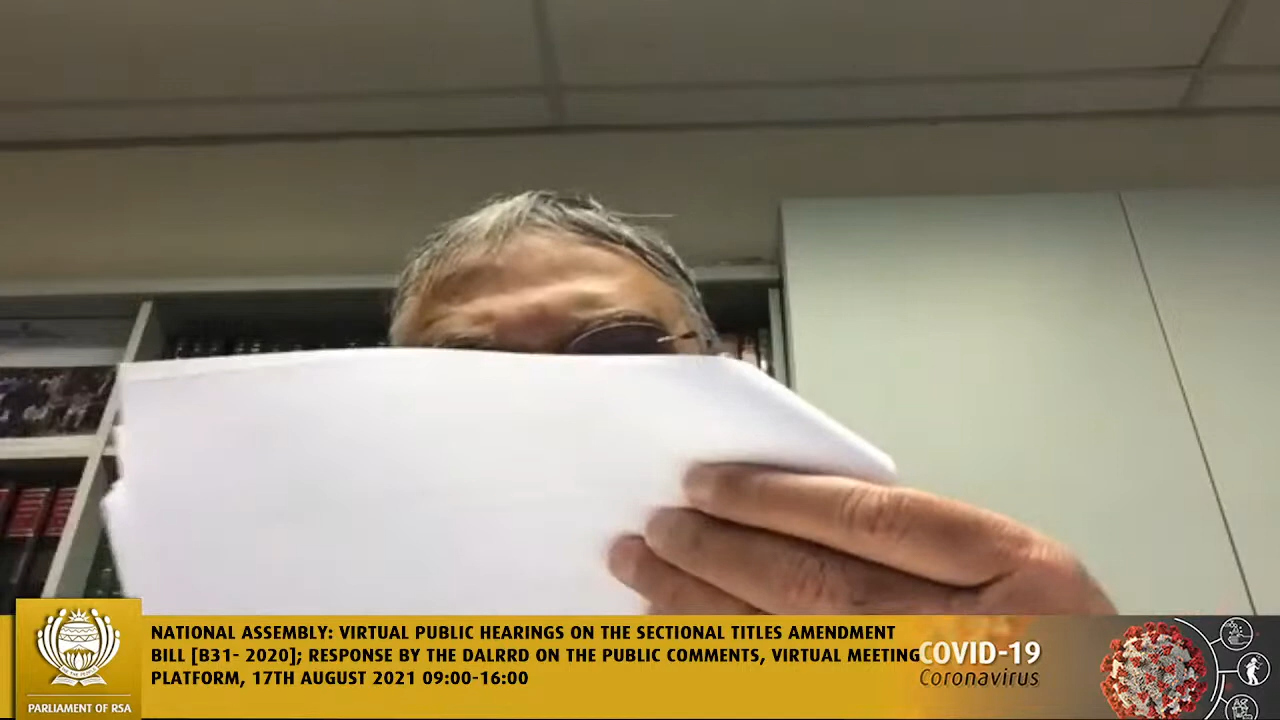 NATIONAL ASSEMBLY: VIRTUAL PUBLIC HEARINGS ON THE SECTIONAL TITLES AMENDMENT
BILL [B31- 2020]; RESPONSE BY THE DALRRD ON THE PUBLIC COMMENTS, VIRTUAL MEETING
PLATFORM, 17TH AUGUST 2021 09:00-16:00
COVID-19
Coronavirus
PARLIAMENT OF RSA